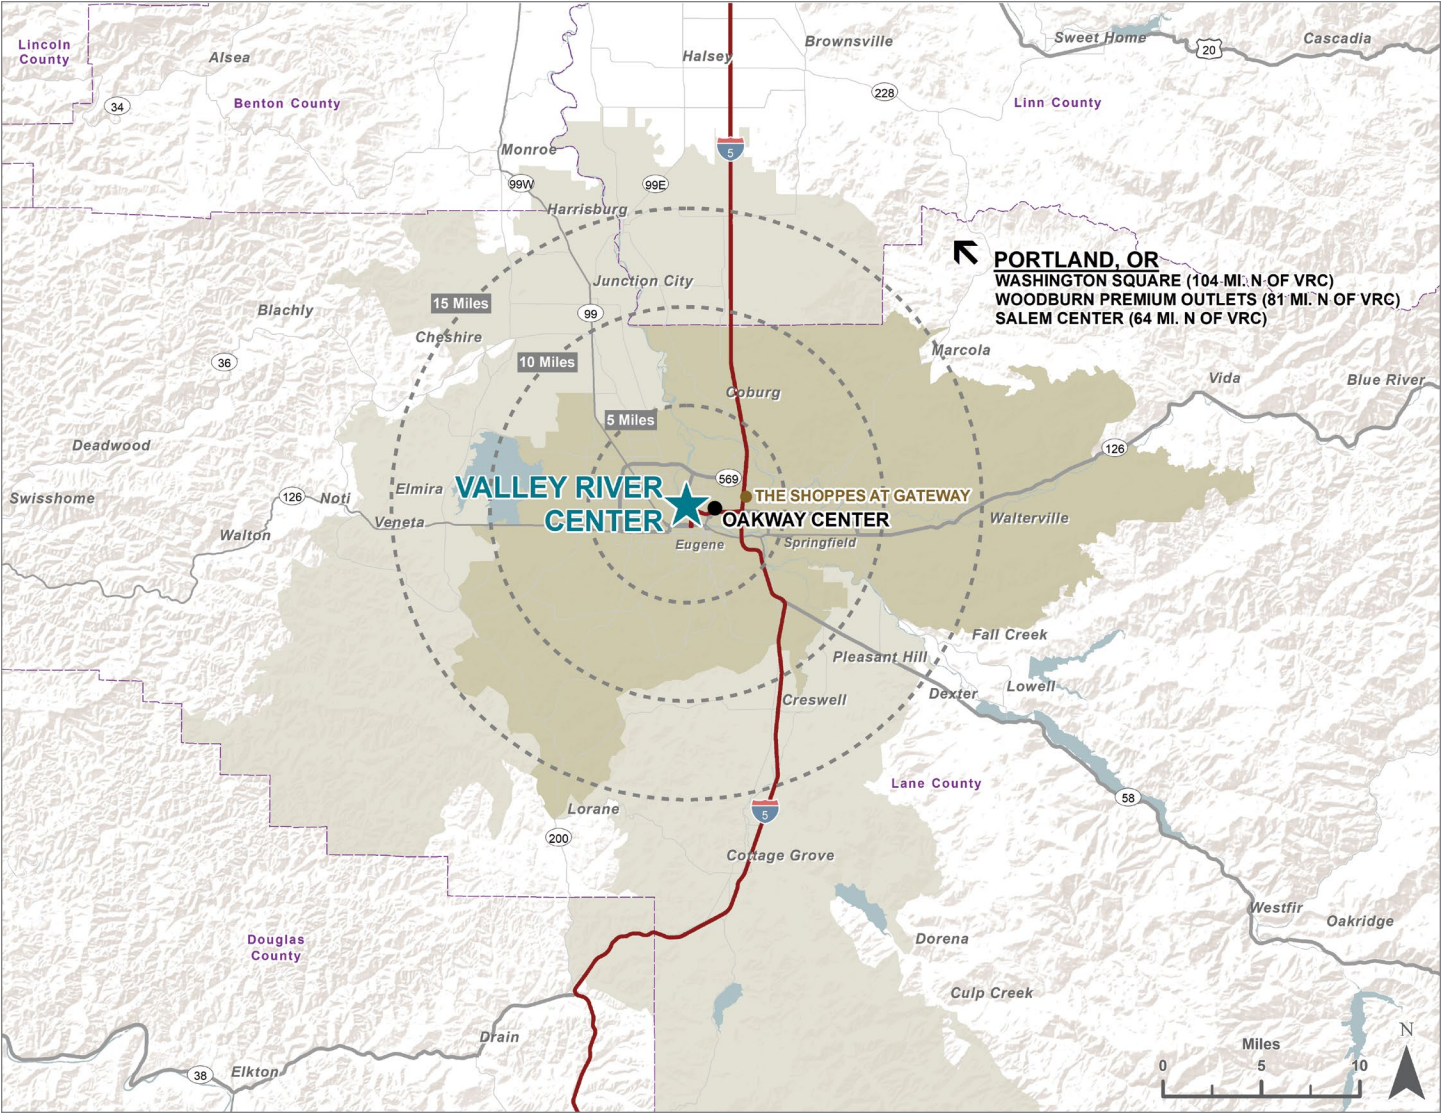 Lincoln
County
Alsea
34
Benton County
Halsey
Brownsville
228
Sweet Home
20
Cascadia
Linn County
Monroe
5
99W
99E
Harrisburg
Junction City
PORTLAND, OR
WASHINGTON SQUARE (104 MI. N OF VRC)
WOODBURN PREMIUM OUTLETS (81 MI. N OF VRC)
SALEM CENTER (64 MI. N OF VRC)
15 Miles
Blachly
99
Cheshire
36
10 Miles
Marcola
Vida
Blue River
Coburg
5 Miles
Deadwood
126
569
Swisshome
126
Noti
Elmira
VALLEY RIVER
CENTER
THE SHOPPES AT GATEWAY
OAKWAY CENTER
Walterville
Veneta
Walton
Eugene
Springfield
Fall Creek
Pleasant Hill
Lowell
Dexter
Creswell
Lane County
58
Lorane
5
200
Cottage Grove
Westfir
Oakridge
Douglas
County
Dorena
Culp Creek
Drain
38
Elkton
Miles
0
5
10
N